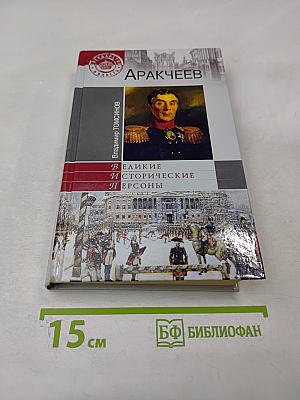 Аракчеев
Владимир Томсинов
Великие
Исторические
Персоны
15 см
БФ БИБЛИОФАН